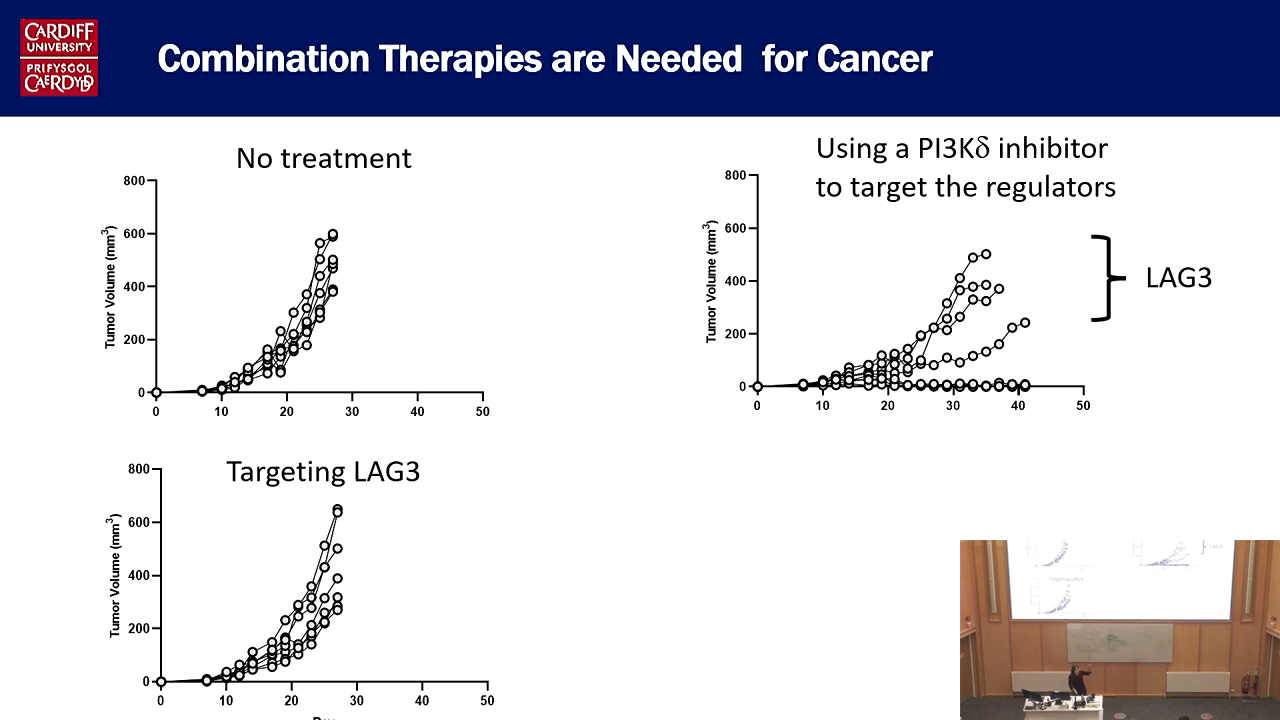 CARDIFF
UNIVERSITY
PRIFYSGOL
CAERDYDD
Combination Therapies are Needed for Cancer
No treatment
Tumor Volume (mm³)
800
600
400
200
0
0 10 20 30 40 50
Using a PI3Kδ inhibitor
to target the regulators
Tumor Volume (mm³)
800
600
400
200
0
0 10 20 30 40 50
LAG3
Targeting LAG3
Tumor Volume (mm³)
800
600
400
200
0
0 10 20 30 40 50
Targeting LAG3